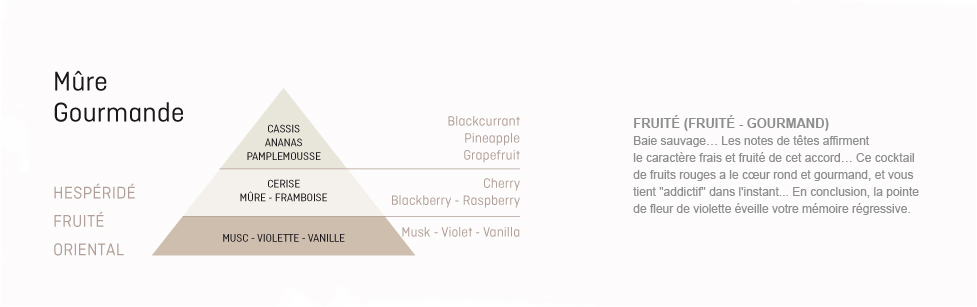 Mûre
Gourmande
HESPÉRIDÉ
FRUITÉ
ORIENTAL
CASSIS
ANANAS
PAMPLEMOUSSE
CERISE
MÛRE - FRAMBOISE
MUSC - VIOLETTE - VANILLE
Blackcurrant
Pineapple
Grapefruit
Cherry
Blackberry - Raspberry
Musk - Violet - Vanilla
FRUITÉ (FRUITÉ - GOURMAND)
Baie sauvage… Les notes de têtes affirment
le caractère frais et fruité de cet accord… Ce cocktail
de fruits rouges a le cœur rond et gourmand, et vous
tient "addictif" dans l'instant... En conclusion, la pointe
de fleur de violette éveille votre mémoire régressive.